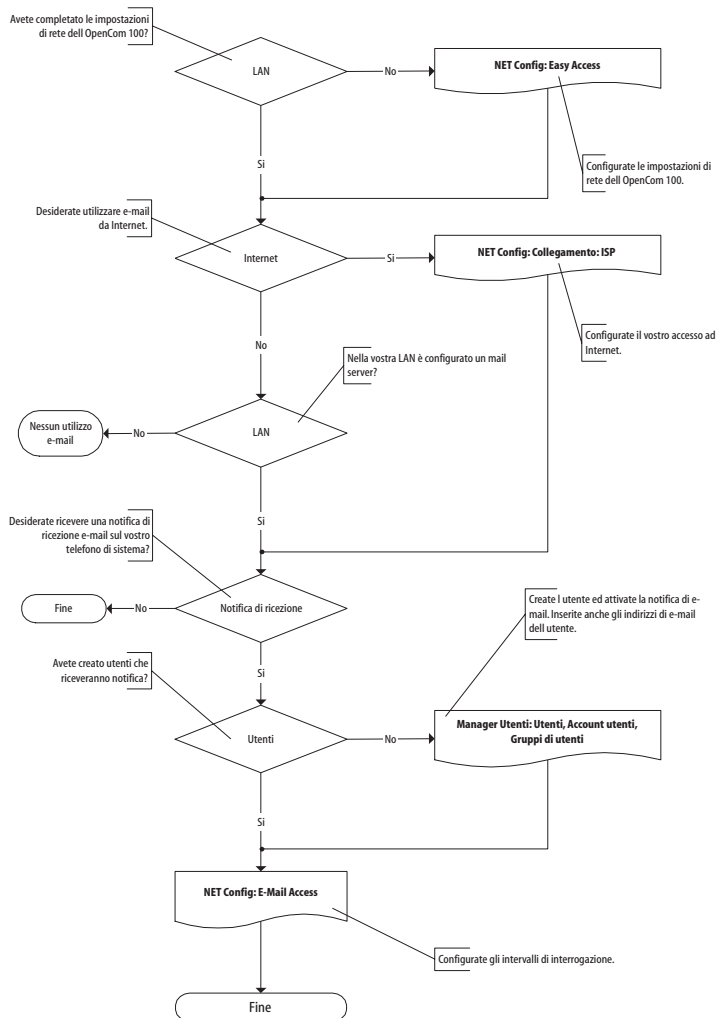 Avete completato le impostazioni
di rete dell OpenCom 100?
LAN
No
NET Config: Easy Access
Configurate le impostazioni di
rete dell OpenCom 100.
Si
Desiderate utilizzare e-mail
da Internet.
Internet
Si
NET Config: Collegamento: ISP
Configurate il vostro accesso ad
Internet.
No
Nella vostra LAN è configurato un mail
server?
LAN
No
Nessun utilizzo
e-mail
Si
Desiderate ricevere una notifica di
ricezione e-mail sul vostro
telefono di sistema?
Notifica di ricezione
No
Fine
Create l utente ed attivate la notifica di e-
mail. Inserite anche gli indirizzi di e-mail
dell utente.
Si
Avete creato utenti che
riceveranno notifica?
Utenti
No
Manager Utenti: Utenti, Account utenti,
Gruppi di utenti
Si
NET Config: E-Mail Access
Configurate gli intervalli di interrogazione.
Fine